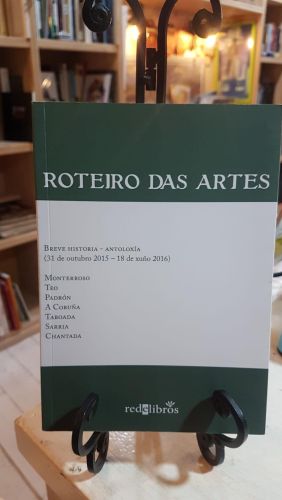 ROTEIRO DAS ARTES
BREVE HISTORIA – ANTOLOXÍA
(31 de outubro 2015 – 18 de xuño 2016)
MONTERROSO
TEO
PADRÓN
A CORUÑA
TABOADA
SARRIA
CHANTADA
redelibros